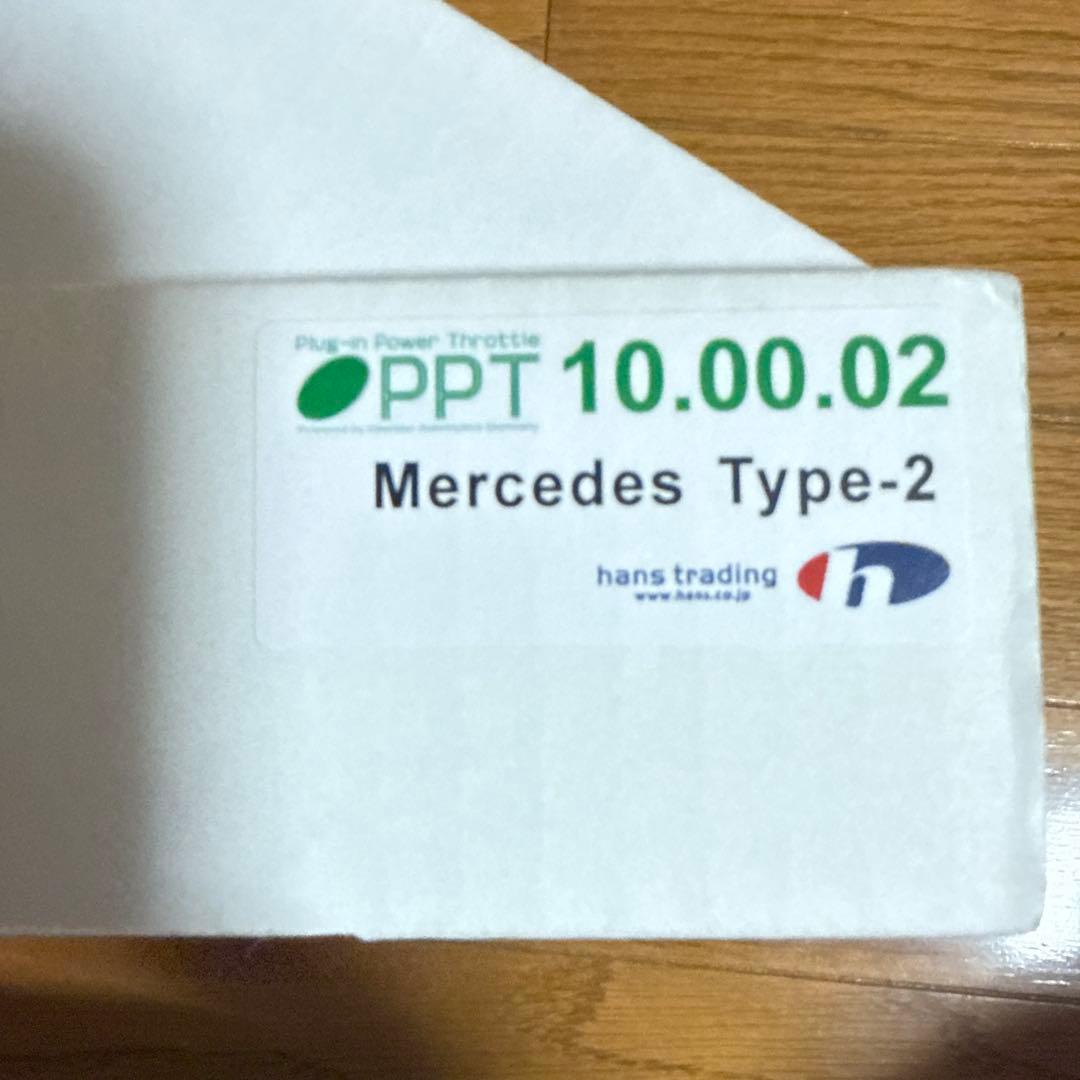 Plug-in Power Throttle
PPT 10.00.02
Mercedes Type-2
hans trading h
www.hans.co.jp